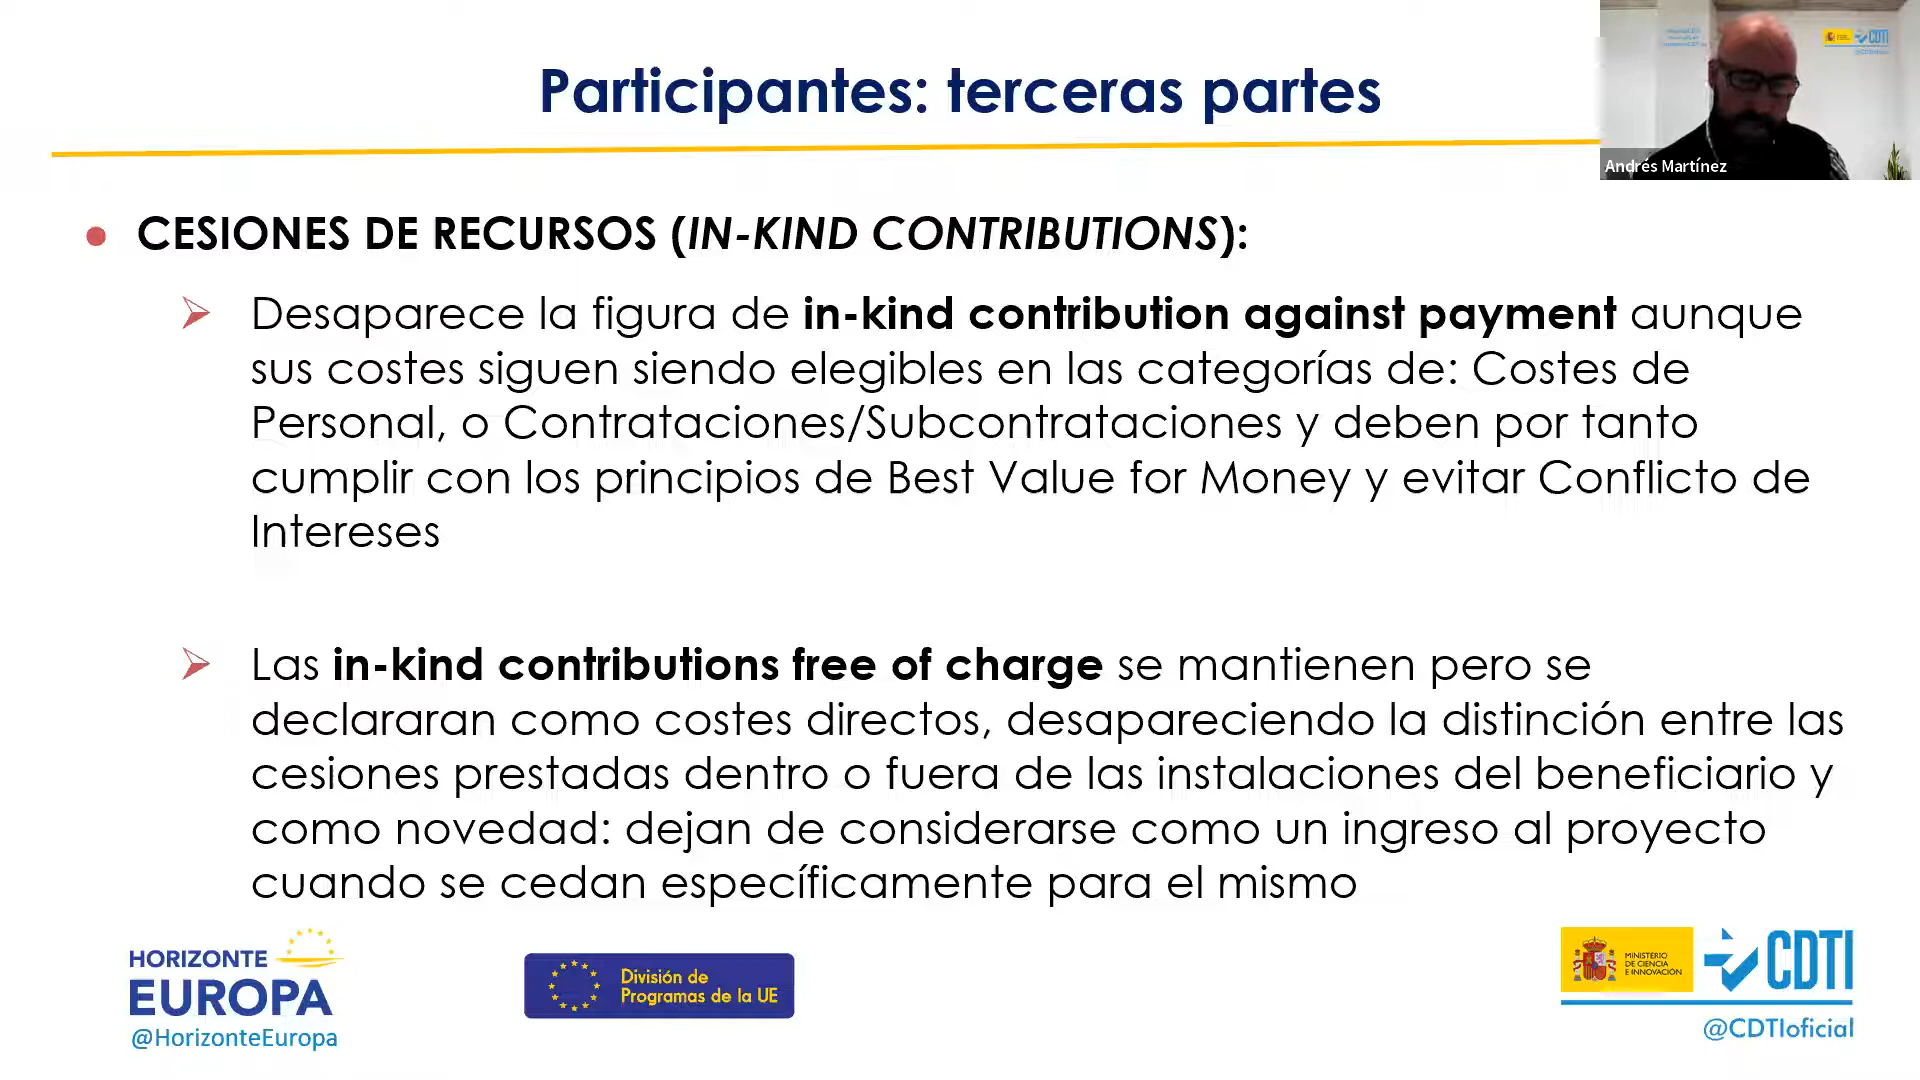 Participantes: terceras partes
CDTI
Andrés Martínez
● CESIONES DE RECURSOS (IN-KIND CONTRIBUTIONS):
➢ Desaparece la figura de in-kind contribution against payment aunque
sus costes siguen siendo elegibles en las categorías de: Costes de
Personal, o Contrataciones/Subcontrataciones y deben por tanto
cumplir con los principios de Best Value for Money y evitar Conflicto de
Intereses
➢ Las in-kind contributions free of charge se mantienen pero se
declararan como costes directos, desapareciendo la distinción entre las
cesiones prestadas dentro o fuera de las instalaciones del beneficiario y
como novedad: dejan de considerarse como un ingreso al proyecto
cuando se cedan específicamente para el mismo
HORIZONTE
EUROPA
@HorizonteEuropa
División de
Programas de la UE
MINISTERIO
DE CIENCIA
E INNOVACIÓN
CDTI
@CDTIoficial